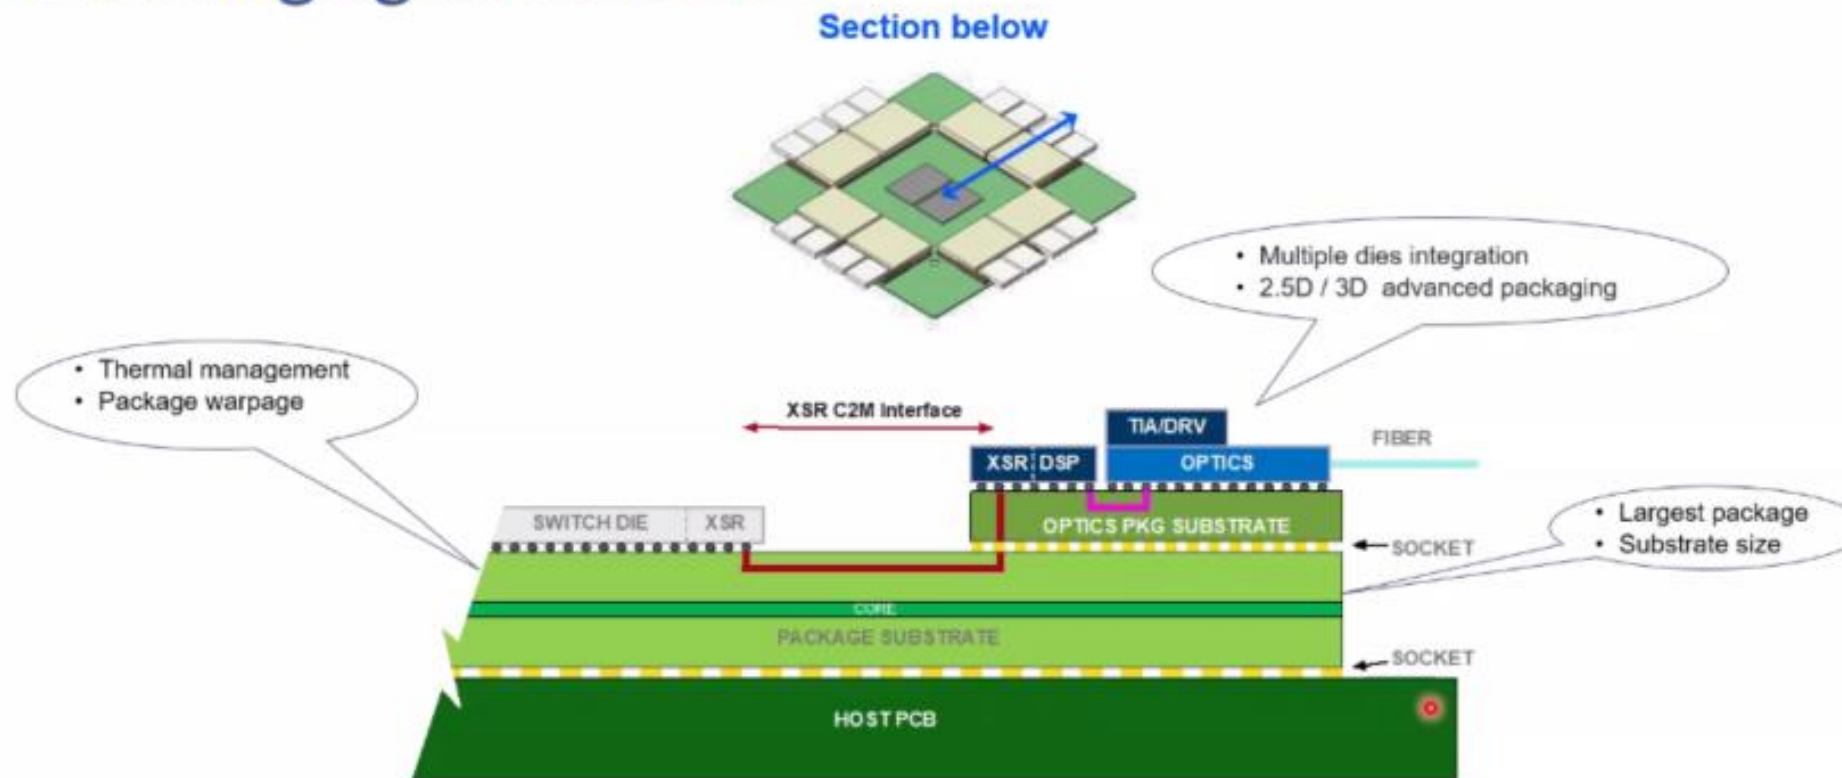 Section below
• Multiple dies integration
• 2.5D / 3D advanced packaging
• Thermal management
• Package warpage
XSR C2M Interface
TIA/DRV
FIBER
XSR DSP
OPTICS
• Largest package
• Substrate size
SWITCH DIE
XSR
OPTICS PKG SUBSTRATE
SOCKET
CORE
PACKAGE SUBSTRATE
SOCKET
HOST PCB